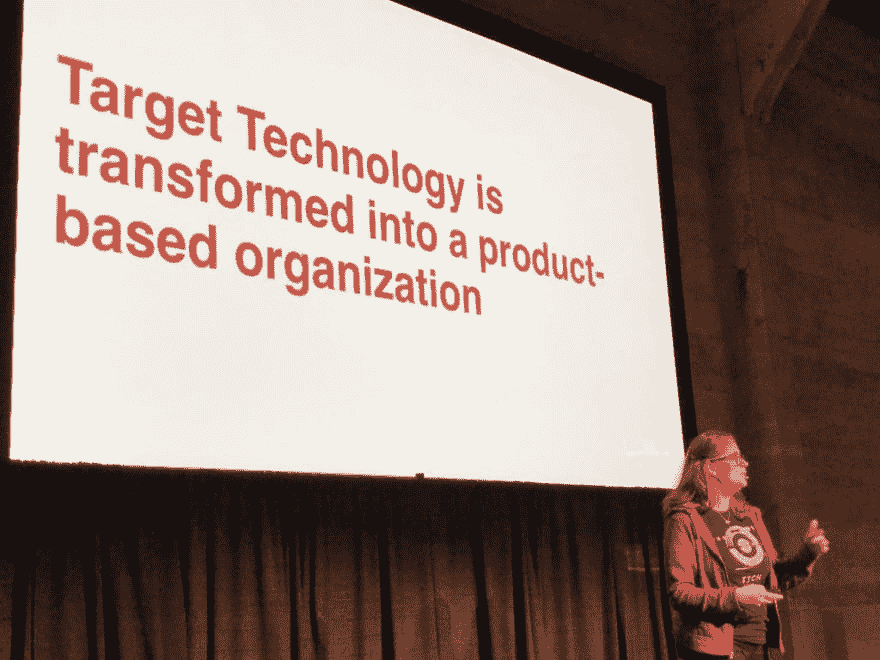 Target Technology is
transformed into a product-
based organization